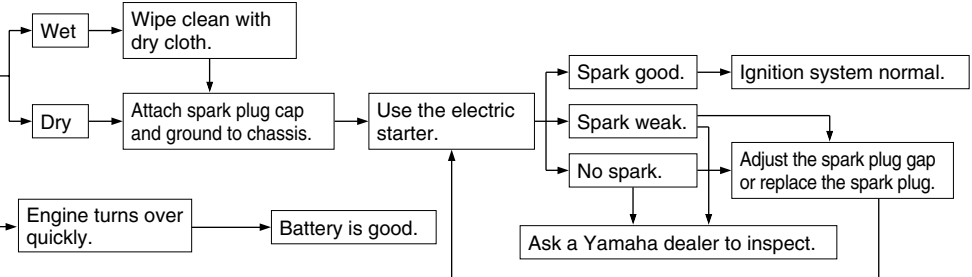 Wet
Wipe clean with
dry cloth.
Dry
Attach spark plug cap
and ground to chassis.
Use the electric
starter.
Spark good.
Ignition system normal.
Spark weak.
No spark.
Adjust the spark plug gap
or replace the spark plug.
Engine turns over
quickly.
Battery is good.
Ask a Yamaha dealer to inspect.